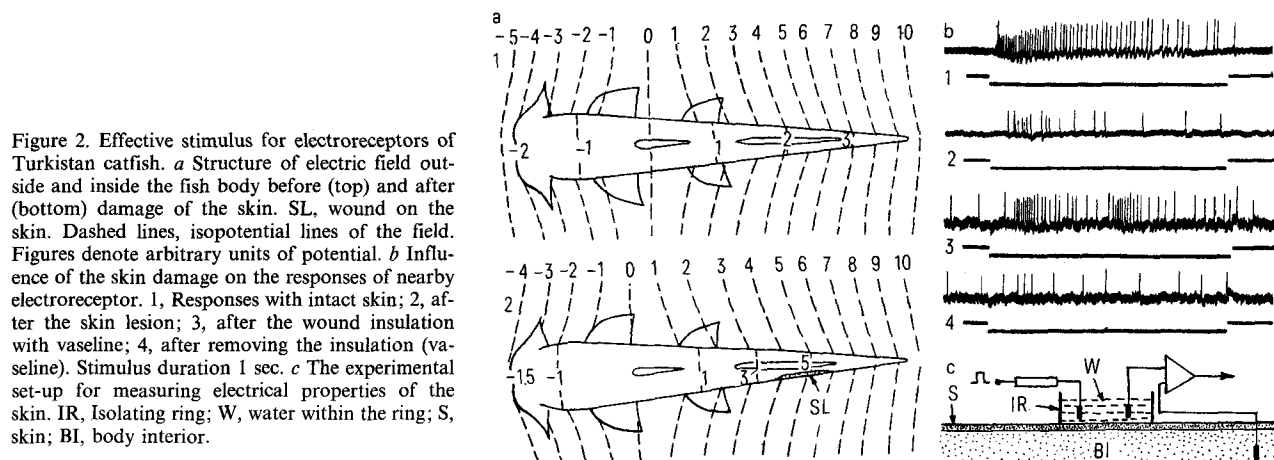 Figure 2. Effective stimulus for electroreceptors of
Turkistan catfish. a Structure of electric field out-
side and inside the fish body before (top) and after
(bottom) damage of the skin. SL, wound on the
skin. Dashed lines, isopotential lines of the field.
Figures denote arbitrary units of potential. b Influ-
ence of the skin damage on the responses of nearby
electroreceptor. 1, Responses with intact skin; 2, af-
ter the skin lesion; 3, after the wound insulation
with vaseline; 4, after removing the insulation (va-
seline). Stimulus duration 1 sec. c The experimental
set-up for measuring electrical properties of the
skin. IR, Isolating ring; W, water within the ring; S,
skin; BI, body interior.
a
-5 -4 -3 -2 -1 0 1 2 3 4 5 6 7 8 9 10
1
-2 -1 1 2 3
-4 -3 -2 -1 0 1 2 3 4 5 6 7 8 9 10
2
-1.5 -1 1 3 5
SL
b
1
2
3
4
c
S
IR
W
BI